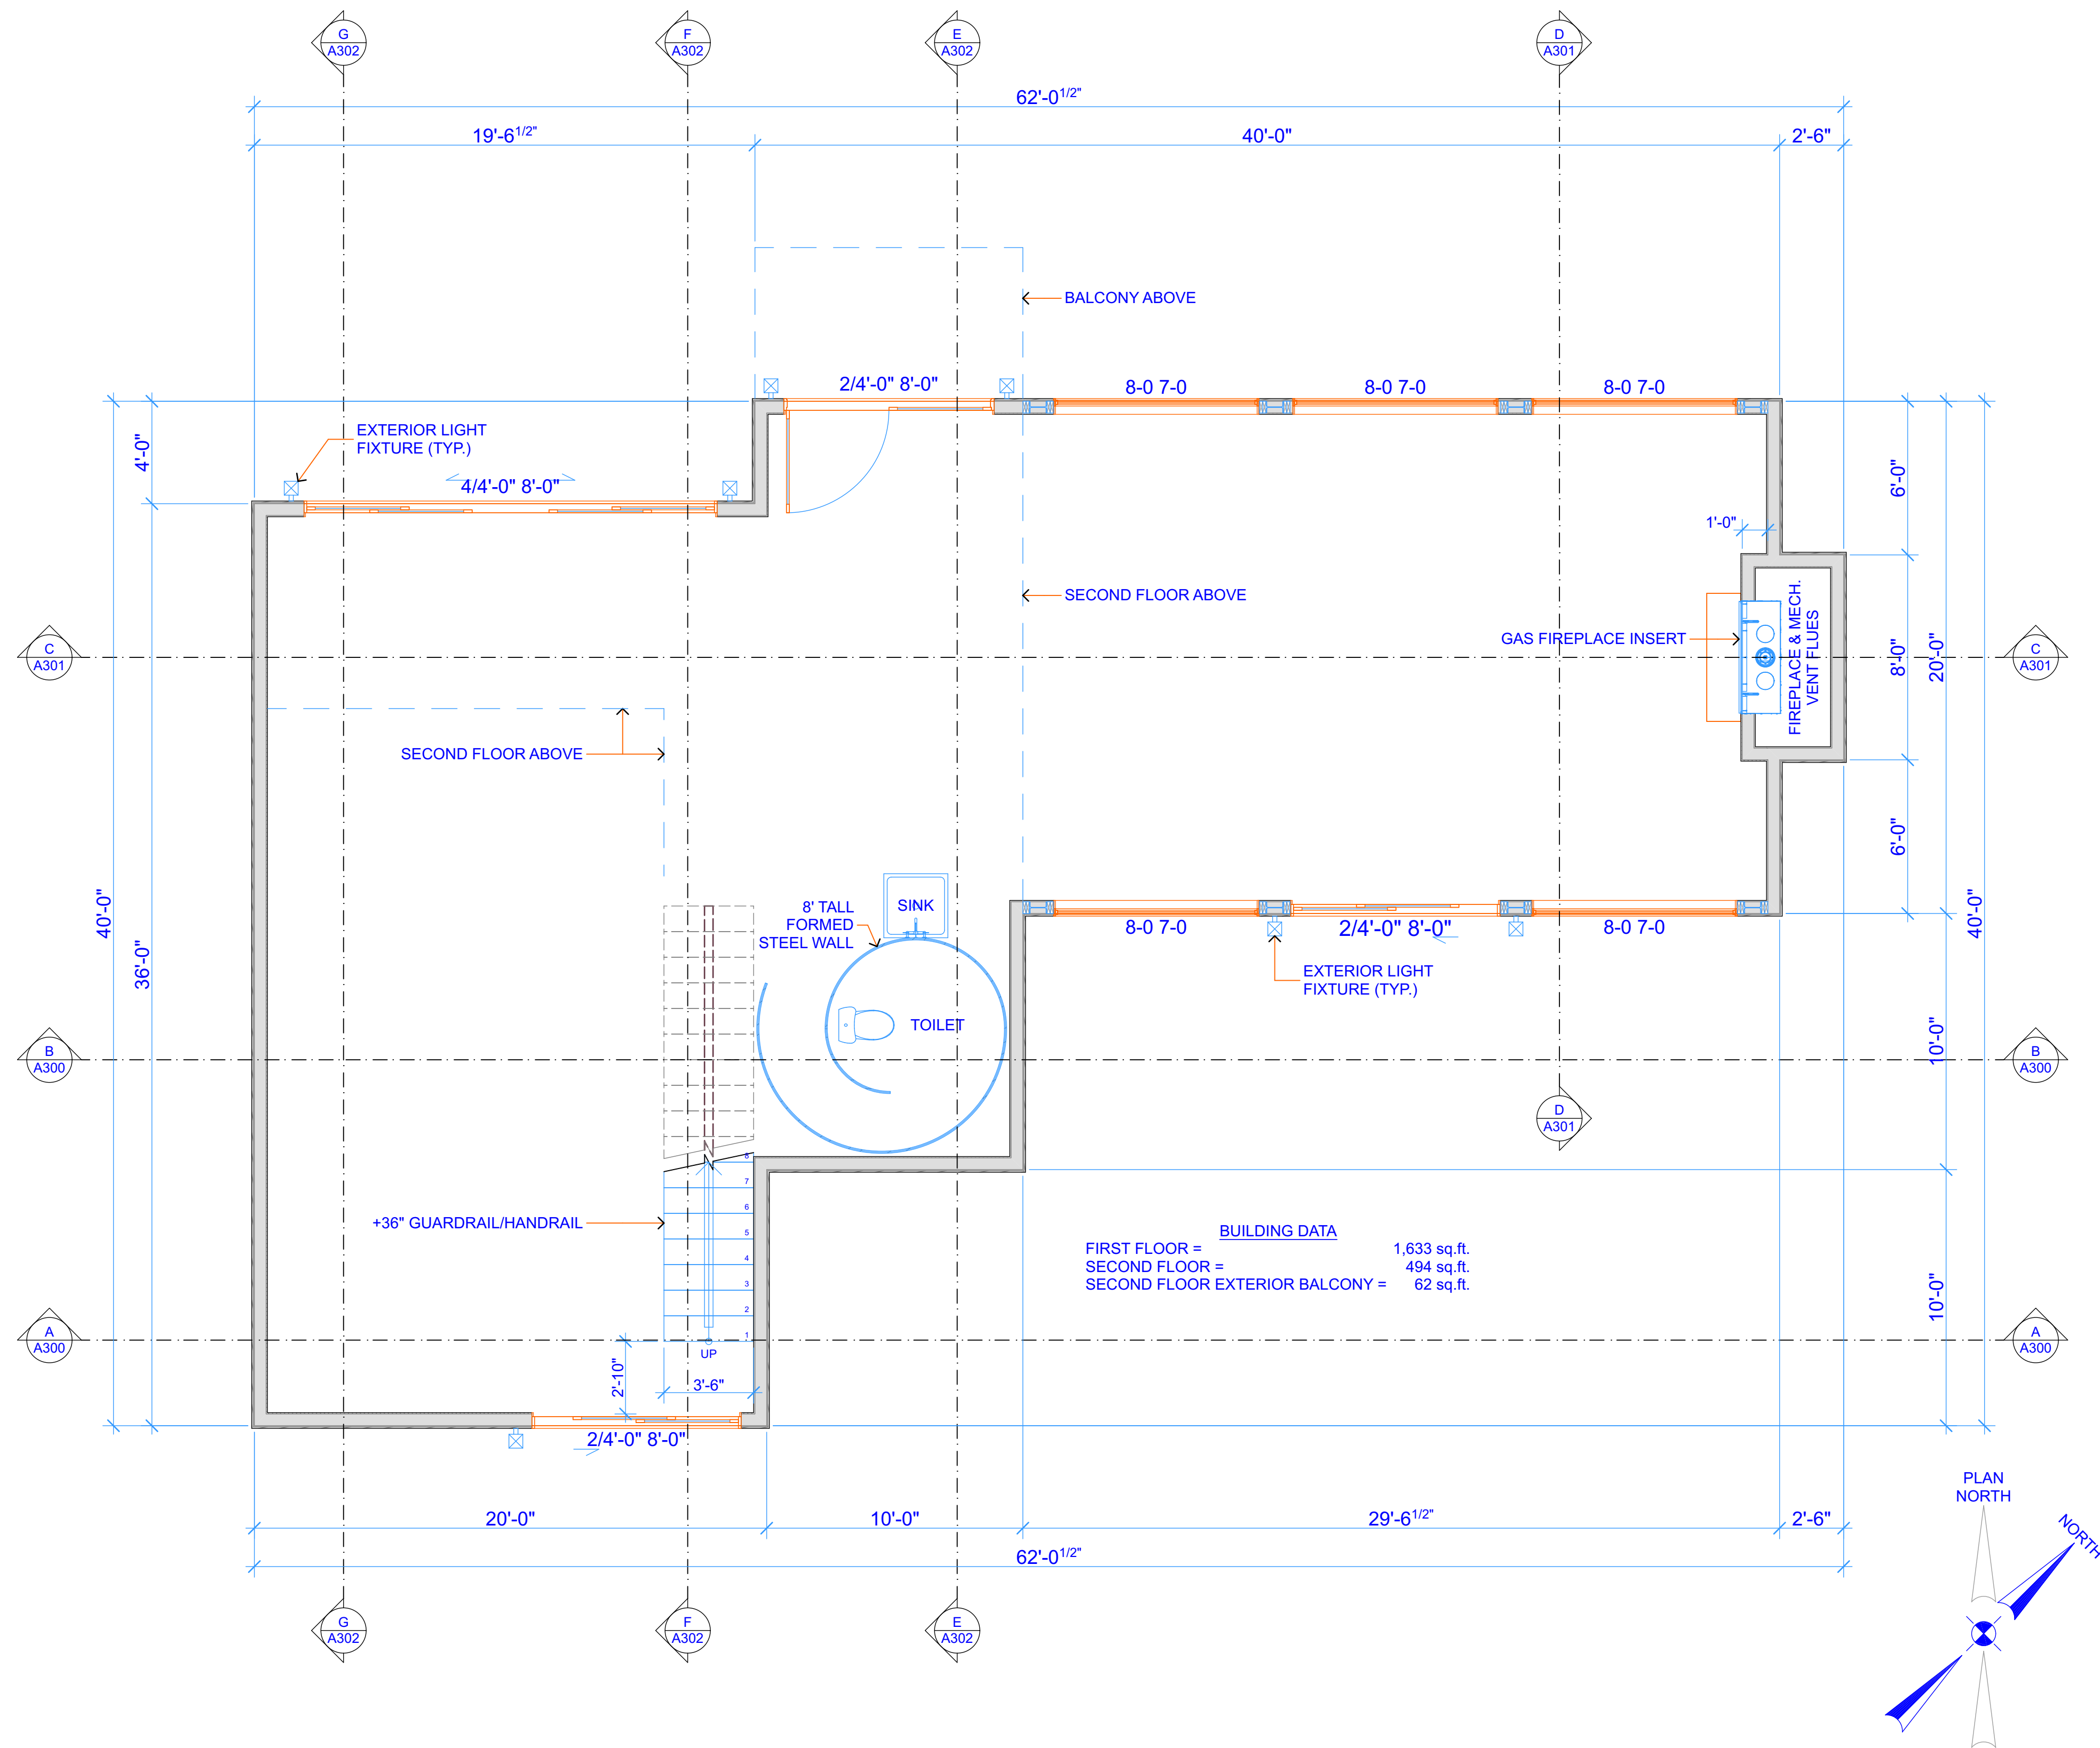 G
A302
F
A302
E
A302
D
A301
62'-0 1/2"
19'-6 1/2"
40'-0"
2'-6"
BALCONY ABOVE
2/4'-0" 8'-0"
8-0 7-0
8-0 7-0
8-0 7-0
EXTERIOR LIGHT
FIXTURE (TYP.)
4'-0"
4/4'-0" 8'-0"
6'-0"
1'-0"
SECOND FLOOR ABOVE
GAS FIREPLACE INSERT
FIREPLACE & MECH.
VENT FLUES
8'-0"
20'-0"
C
A301
C
A301
SECOND FLOOR ABOVE
6'-0"
40'-0"
36'-0"
8' TALL
FORMED
STEEL WALL
SINK
8-0 7-0
2/4'-0" 8'-0"
8-0 7-0
40'-0"
EXTERIOR LIGHT
FIXTURE (TYP.)
TOILET
10'-0"
B
A300
B
A300
D
A301
8
7
6
5
4
3
2
1
UP
+36" GUARDRAIL/HANDRAIL
BUILDING DATA
FIRST FLOOR = 1,633 sq.ft.
SECOND FLOOR = 494 sq.ft.
SECOND FLOOR EXTERIOR BALCONY = 62 sq.ft.
10'-0"
A
A300
A
A300
2'-10"
3'-6"
2/4'-0" 8'-0"
20'-0"
10'-0"
29'-6 1/2"
2'-6"
62'-0 1/2"
PLAN
NORTH
NORTH
G
A302
F
A302
E
A302